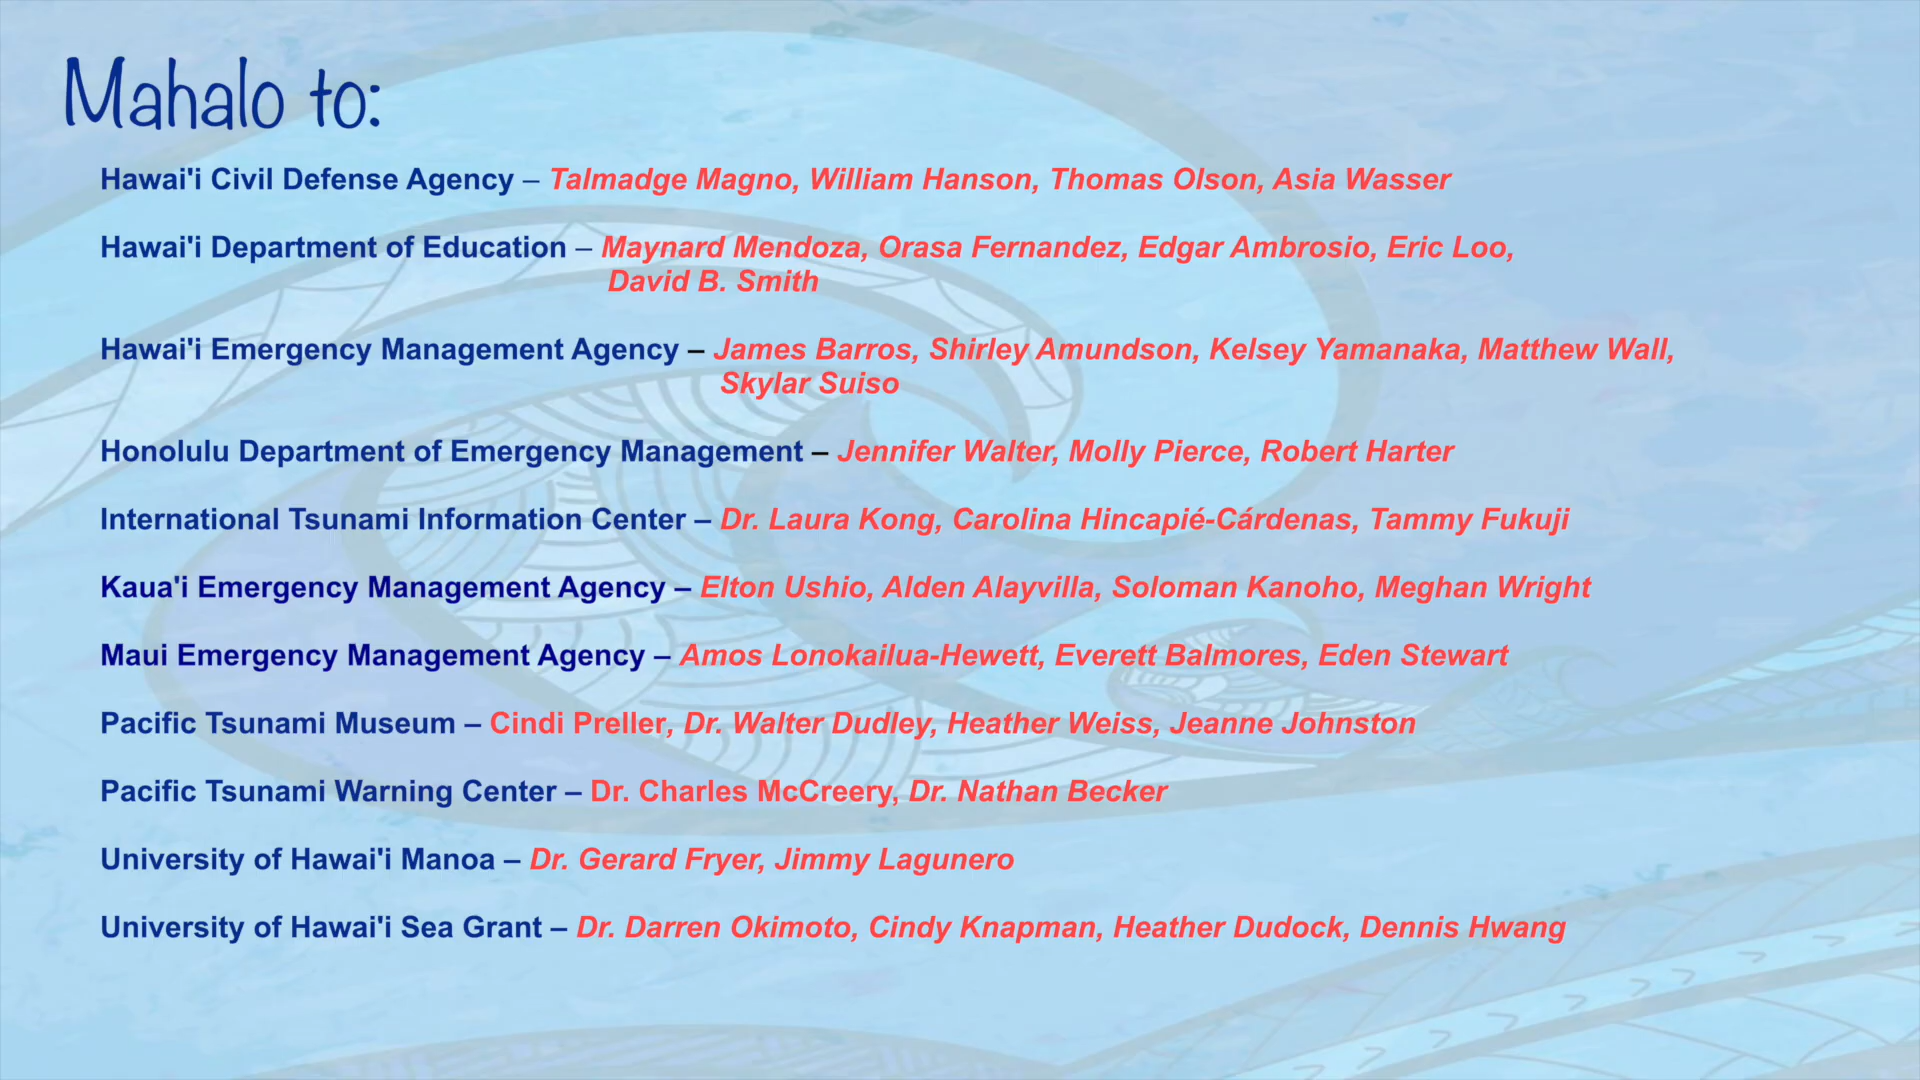 Mahalo to:
Hawai'i Civil Defense Agency – Talmadge Magno, William Hanson, Thomas Olson, Asia Wasser
Hawai'i Department of Education – Maynard Mendoza, Orasa Fernandez, Edgar Ambrosio, Eric Loo,
David B. Smith
Hawai'i Emergency Management Agency – James Barros, Shirley Amundson, Kelsey Yamanaka, Matthew Wall,
Skylar Suiso
Honolulu Department of Emergency Management – Jennifer Walter, Molly Pierce, Robert Harter
International Tsunami Information Center – Dr. Laura Kong, Carolina Hincapié-Cárdenas, Tammy Fukuji
Kaua'i Emergency Management Agency – Elton Ushio, Alden Alayvilla, Soloman Kanoho, Meghan Wright
Maui Emergency Management Agency – Amos Lonokailua-Hewett, Everett Balmores, Eden Stewart
Pacific Tsunami Museum – Cindi Preller, Dr. Walter Dudley, Heather Weiss, Jeanne Johnston
Pacific Tsunami Warning Center – Dr. Charles McCreery, Dr. Nathan Becker
University of Hawai'i Manoa – Dr. Gerard Fryer, Jimmy Lagunero
University of Hawai'i Sea Grant – Dr. Darren Okimoto, Cindy Knapman, Heather Dudock, Dennis Hwang